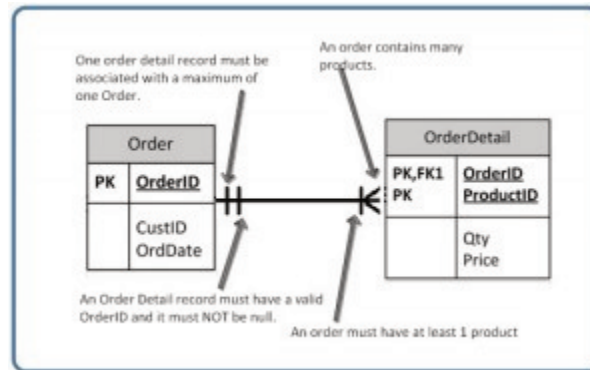 One order detail record must be
associated with a maximum of
one Order.
An order contains many
products.
Order
PK OrderID
CustID
OrdDate
OrderDetail
PK,FK1 OrderID
PK ProductID
Qty
Price
An Order Detail record must have a valid
OrderID and it must NOT be null.
An order must have at least 1 product